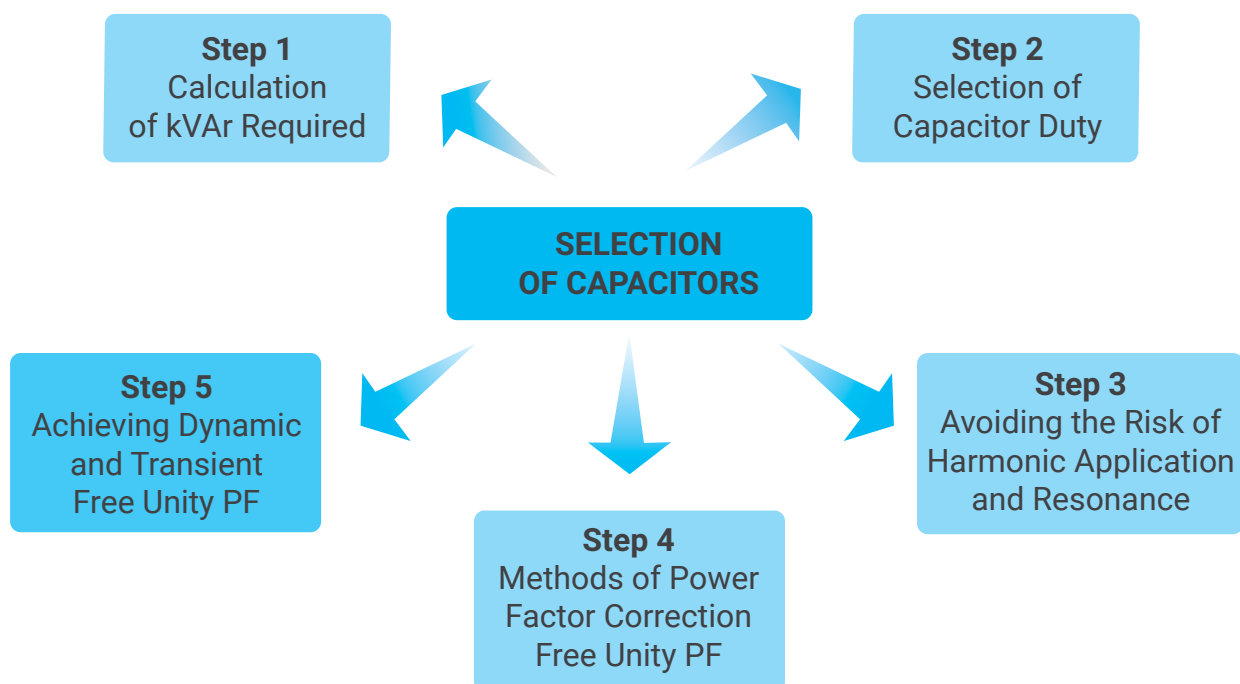 Step 1
Calculation
of kVAr Required
Step 2
Selection of
Capacitor Duty
SELECTION
OF CAPACITORS
Step 5
Achieving Dynamic
and Transient
Free Unity PF
Step 3
Avoiding the Risk of
Harmonic Application
and Resonance
Step 4
Methods of Power
Factor Correction
Free Unity PF